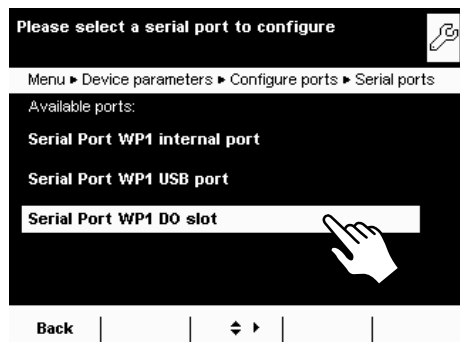 Please select a serial port to configure
Menu ▸ Device parameters ▸ Configure ports ▸ Serial ports
Available ports:
Serial Port WP1 internal port
Serial Port WP1 USB port
Serial Port WP1 DO slot
Back